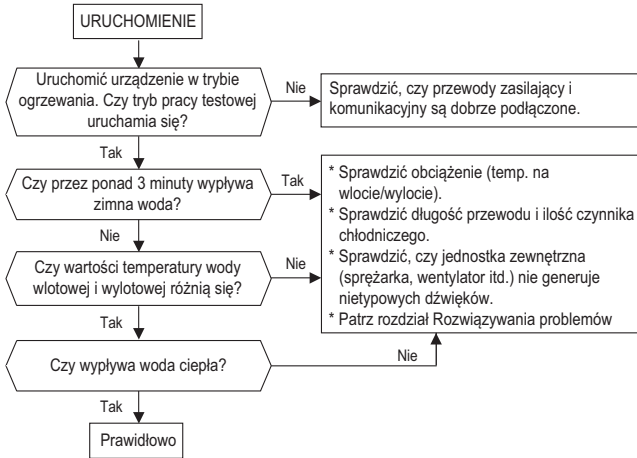 URUCHOMIENIE
Uruchomić urządzenie w trybie
ogrzewania. Czy tryb pracy testowej
uruchamia się?
Nie
Sprawdzić, czy przewody zasilający i
komunikacyjny są dobrze podłączone.
Tak
Czy przez ponad 3 minuty wypływa
zimna woda?
Tak
* Sprawdzić obciążenie (temp. na
wlocie/wylocie).
* Sprawdzić długość przewodu i ilość czynnika
chłodniczego.
* Sprawdzić, czy jednostka zewnętrzna
(sprężarka, wentylator itd.) nie generuje
nietypowych dźwięków.
* Patrz rozdział Rozwiązywania problemów
Nie
Czy wartości temperatury wody
wlotowej i wylotowej różnią się?
Nie
Tak
Czy wypływa woda ciepła?
Nie
Tak
Prawidłowo